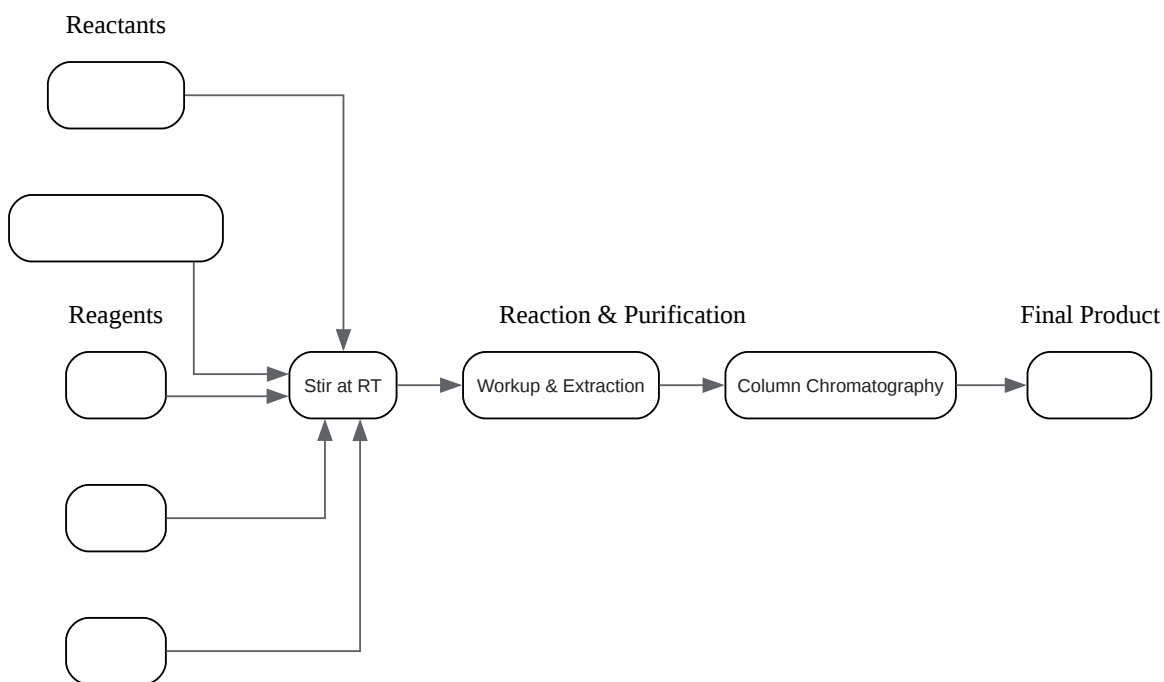 Reactants
Reagents
Reaction & Purification
Final Product
Stir at RT
Workup & Extraction
Column Chromatography